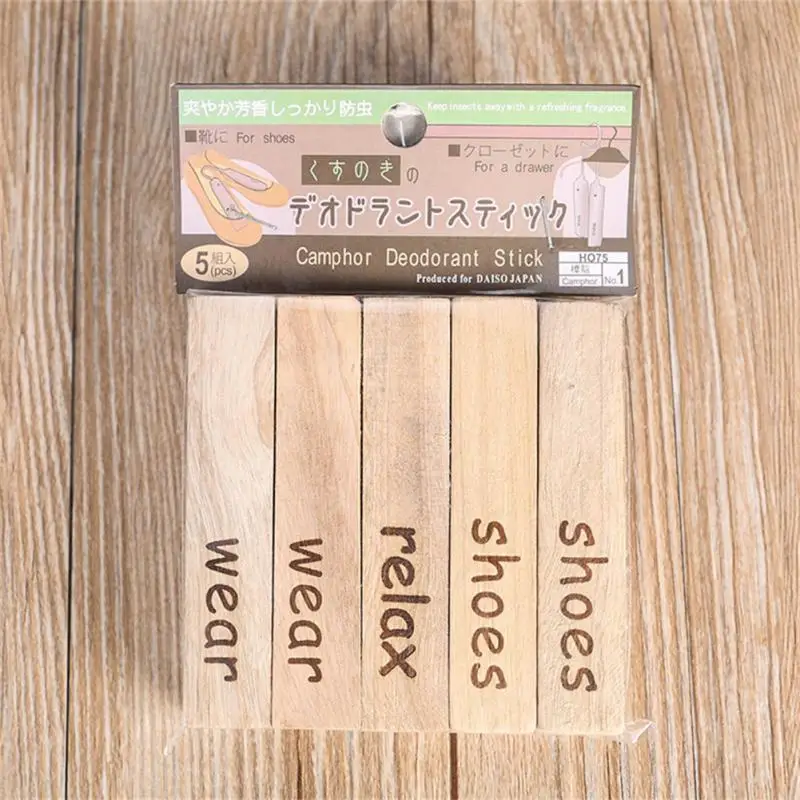 爽やか芳香しっかり防虫
Keep insects away with a refreshing fragrance.
■靴に For shoes
■クローゼットに
For a drawer
くすのきの
デオドラントスティック
5組入
(pcs)
Camphor Deodorant Stick
Produced for DAISO JAPAN
HO75
Camphor
No.1
wear
wear
relax
shoes
shoes